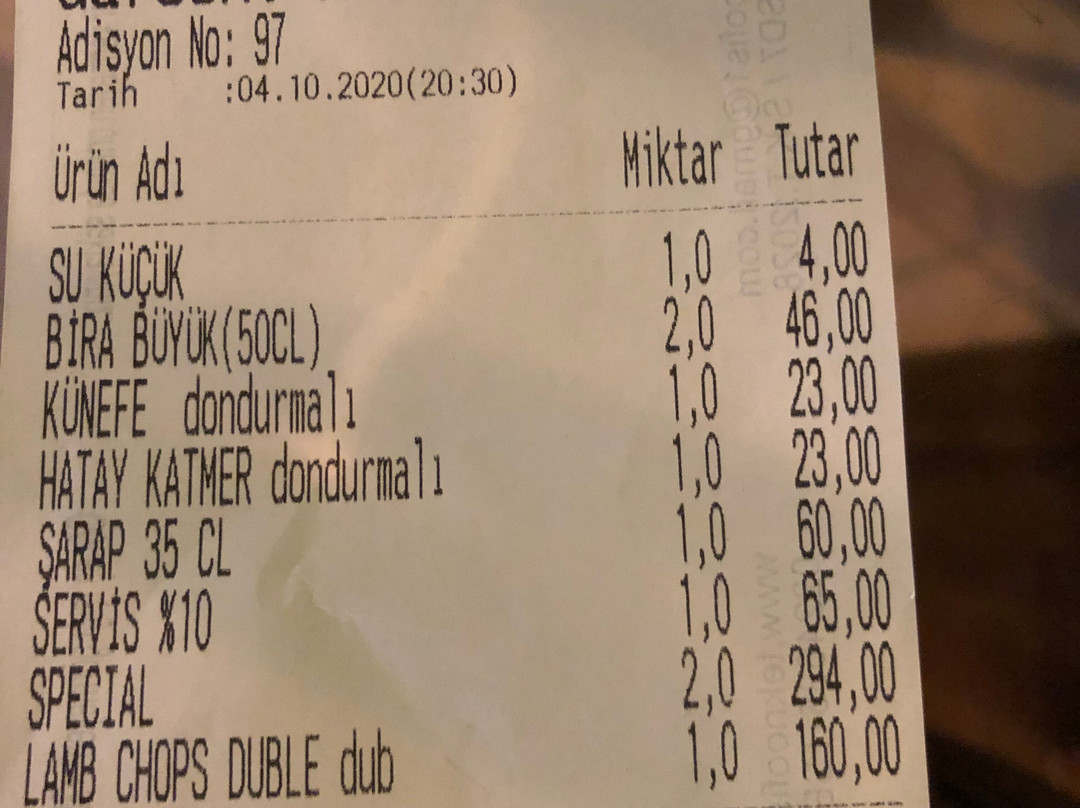 Adisyon No: 97
Tarih :04.10.2020(20:30)
Ürün Adı Miktar Tutar
SU KÜÇÜK 1,0 4,00
BİRA BÜYÜK(50CL) 2,0 46,00
KÜNEFE dondurmalı 1,0 23,00
HATAY KATMER dondurmalı 1,0 23,00
ŞARAP 35 CL 1,0 60,00
SERVİS %10 1,0 65,00
SPECIAL 2,0 294,00
LAMB CHOPS DUBLE dub 1,0 160,00